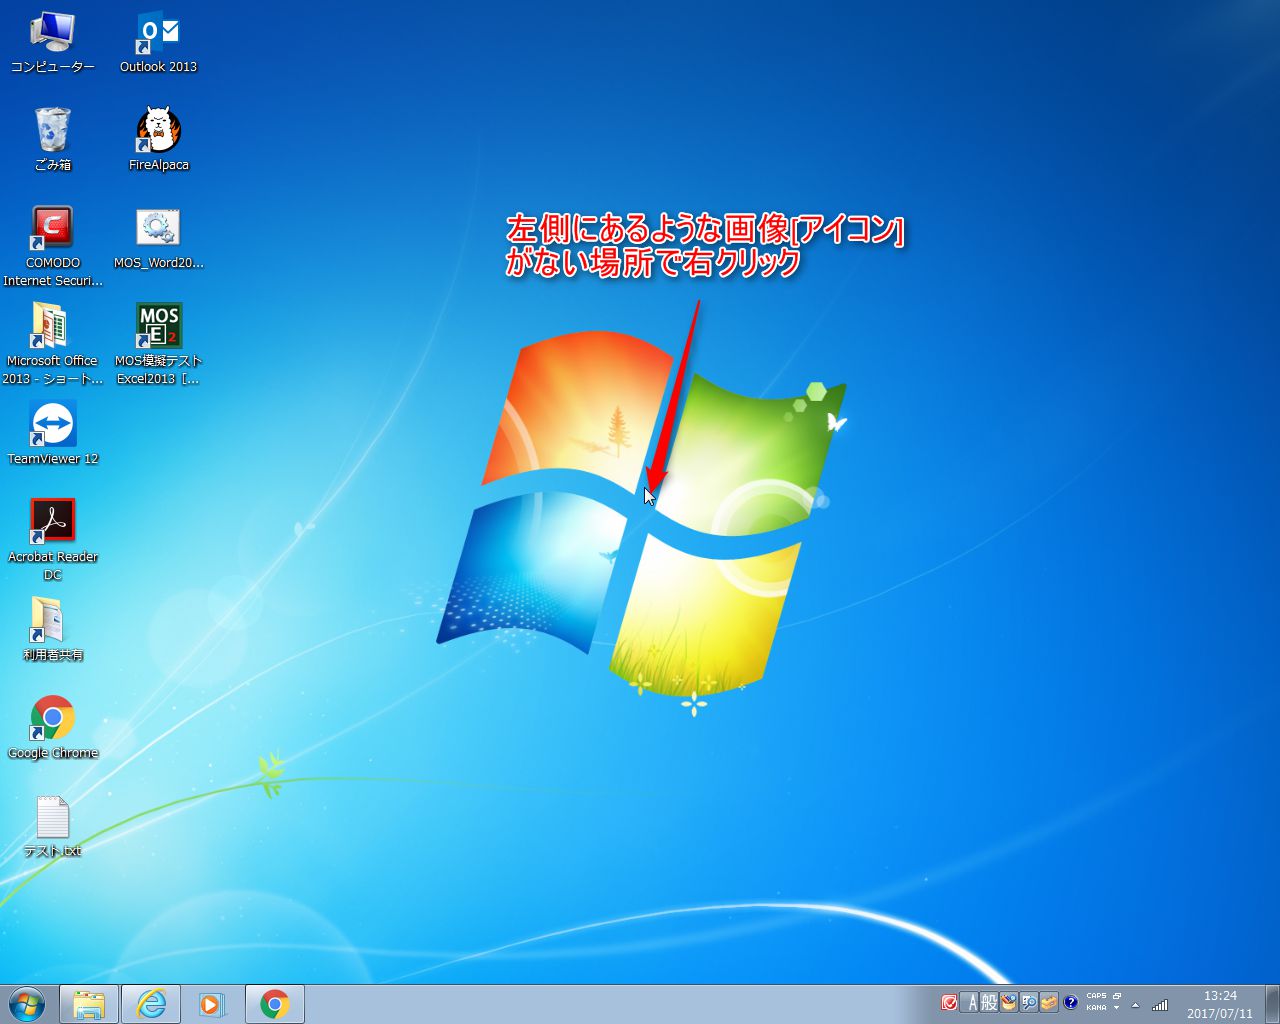 コンピューター
Outlook 2013
ごみ箱
FireAlpaca
COMODO
Internet Securi...
MOS_Word20...
左側にあるような画像[アイコン]
がない場所で右クリック
Microsoft Office
2013 - ショート...
MOS
E2
MOS模擬テスト
Excel2013［...
TeamViewer 12
Acrobat Reader
DC
利用者共有
Google Chrome
テスト.txt
A 般
CAPS
KANA
13:24
2017/07/11